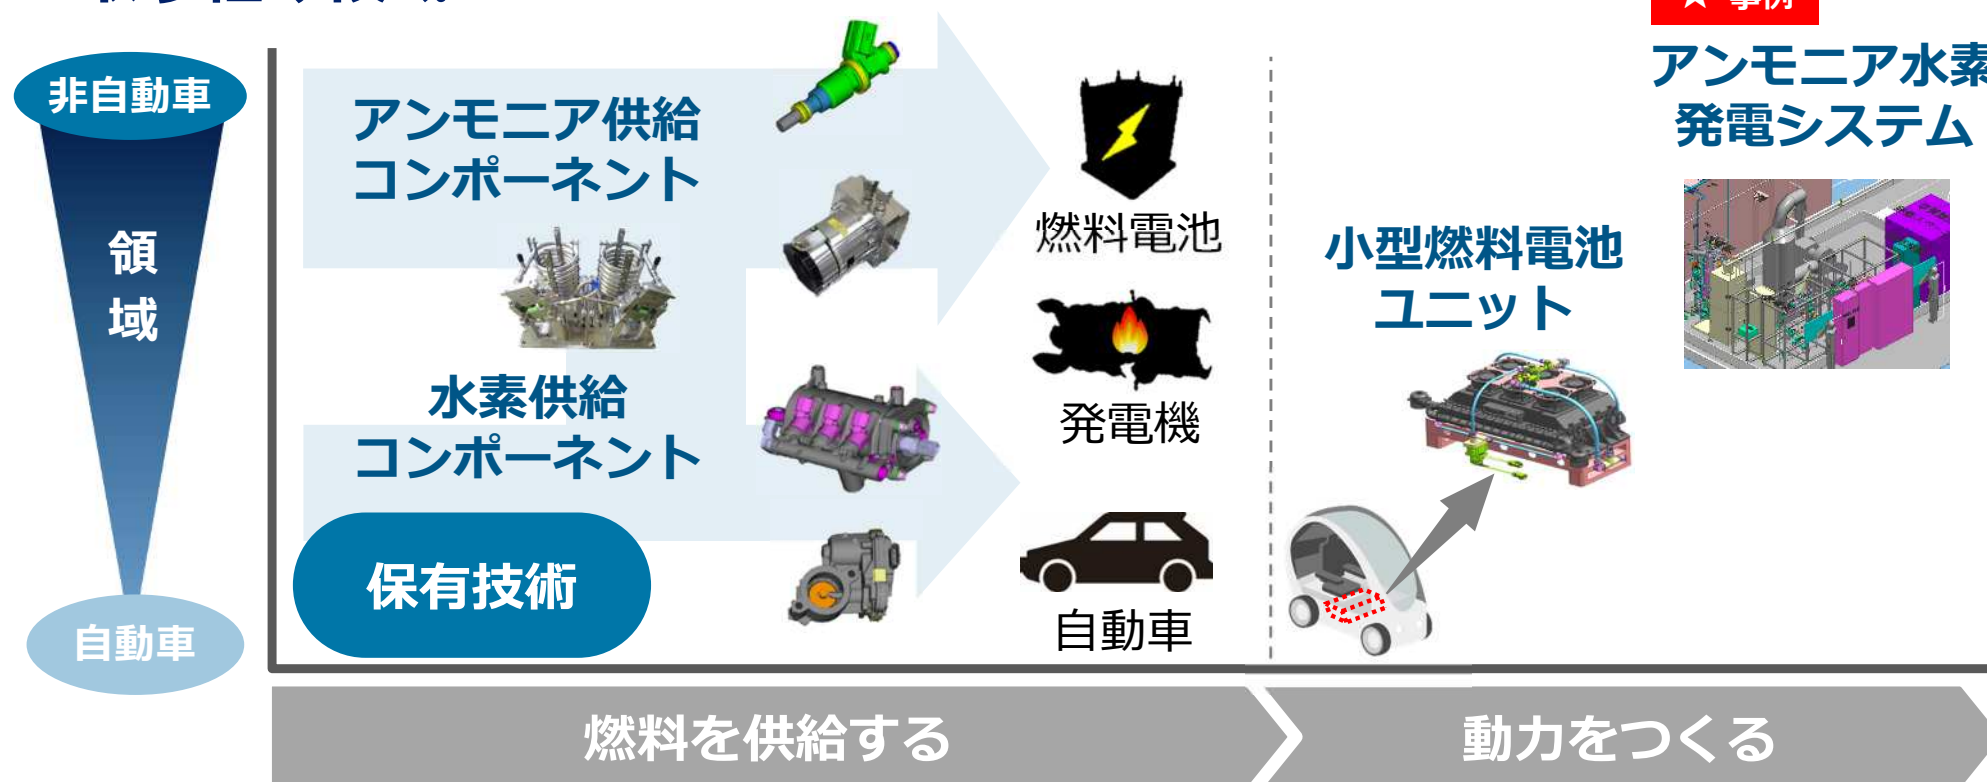 事例
アンモニア水素
発電システム
非自動車
領
域
自動車
アンモニア供給
コンポーネント
水素供給
コンポーネント
保有技術
燃料電池
発電機
自動車
小型燃料電池
ユニット
燃料を供給する
動力をつくる